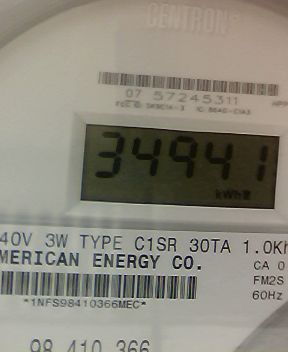 CENTRON®
07 57245311
34941
kWh
40V 3W TYPE C1SR 30TA 1.0Kh
MERICAN ENERGY CO.
CA 0
FM2S
*1NFS98410366MEC*
60Hz
98 410 366